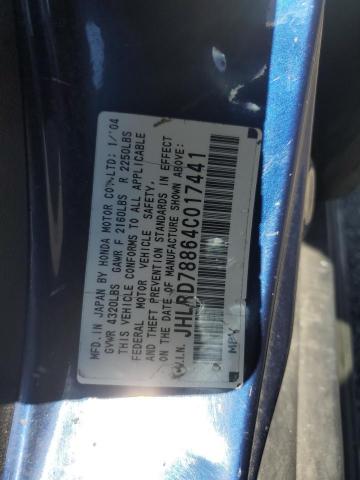 MFD. IN JAPAN BY HONDA MOTOR CO., LTD. 1/'04
GVWR 4320LBS GAWR F 2160LBS R 2250LBS
THIS VEHICLE CONFORMS TO ALL APPLICABLE
FEDERAL MOTOR VEHICLE SAFETY,
AND THEFT PREVENTION STANDARDS IN EFFECT
ON THE DATE OF MANUFACTURE SHOWN ABOVE:
V.I.N. JHLRD78864C017441
MPV